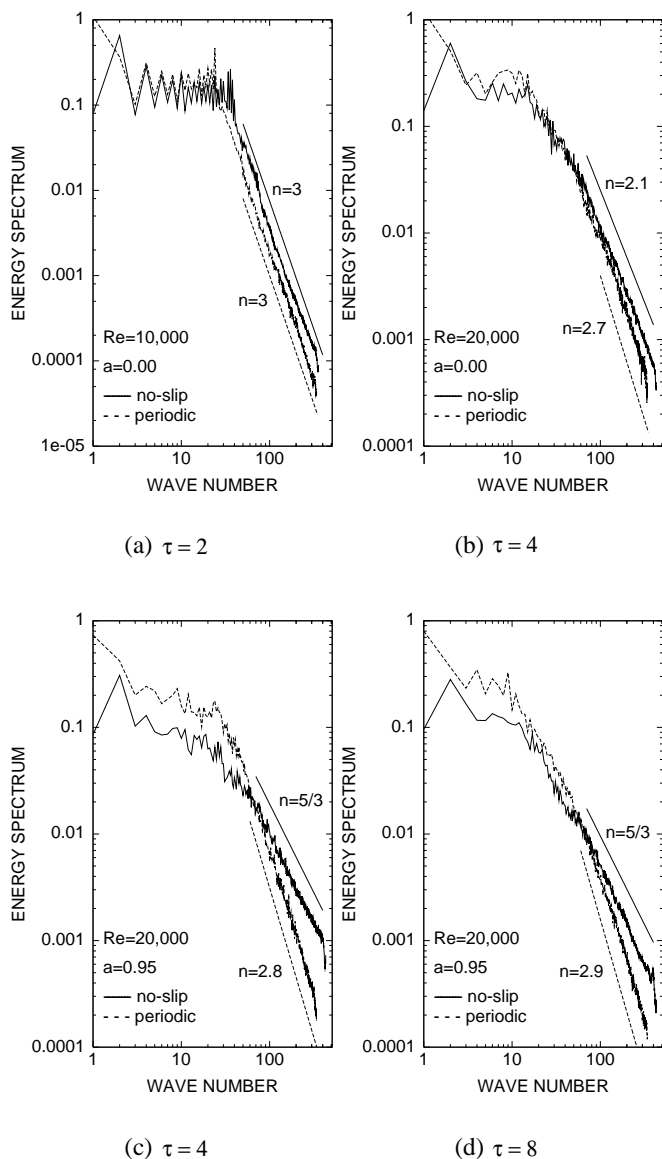 ENERGY SPECTRUM
1
0.1
0.01
0.001
0.0001
1e-05
n=3
n=3
Re=10,000
a=0.00
no-slip
periodic
1
10
100
WAVE NUMBER
(a) τ = 2
ENERGY SPECTRUM
1
0.1
0.01
0.001
0.0001
n=2.1
n=2.7
Re=20,000
a=0.00
no-slip
periodic
1
10
100
WAVE NUMBER
(b) τ = 4
ENERGY SPECTRUM
1
0.1
0.01
0.001
0.0001
n=5/3
n=2.8
Re=20,000
a=0.95
no-slip
periodic
1
10
100
WAVE NUMBER
(c) τ = 4
ENERGY SPECTRUM
1
0.1
0.01
0.001
0.0001
n=5/3
n=2.9
Re=20,000
a=0.95
no-slip
periodic
1
10
100
WAVE NUMBER
(d) τ = 8